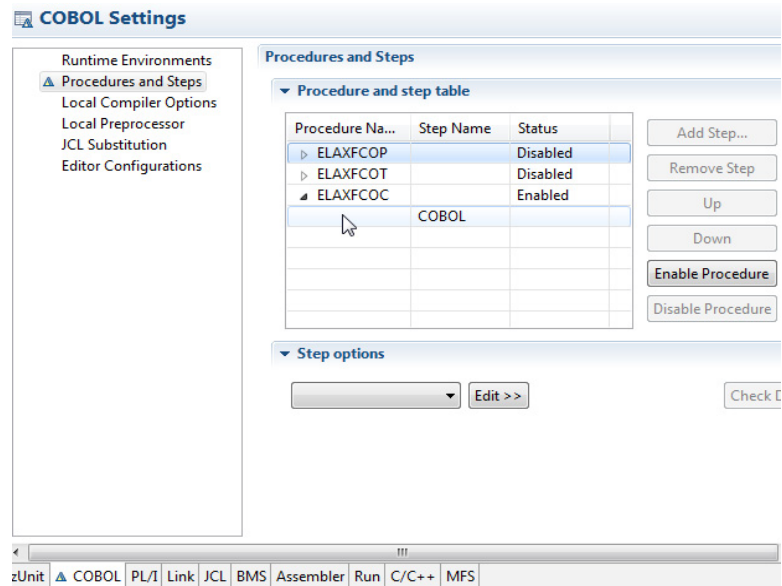 COBOL Settings
Runtime Environments
Procedures and Steps
Local Compiler Options
Local Preprocessor
JCL Substitution
Editor Configurations
Procedures and Steps
Procedure and step table
Procedure Na... Step Name Status
ELAXFCOP Disabled
ELAXFCOT Disabled
ELAXFCOC Enabled
COBOL
Add Step...
Remove Step
Up
Down
Enable Procedure
Disable Procedure
Step options
Edit >> Check D
zUnit COBOL PL/I Link JCL BMS Assembler Run C/C++ MFS